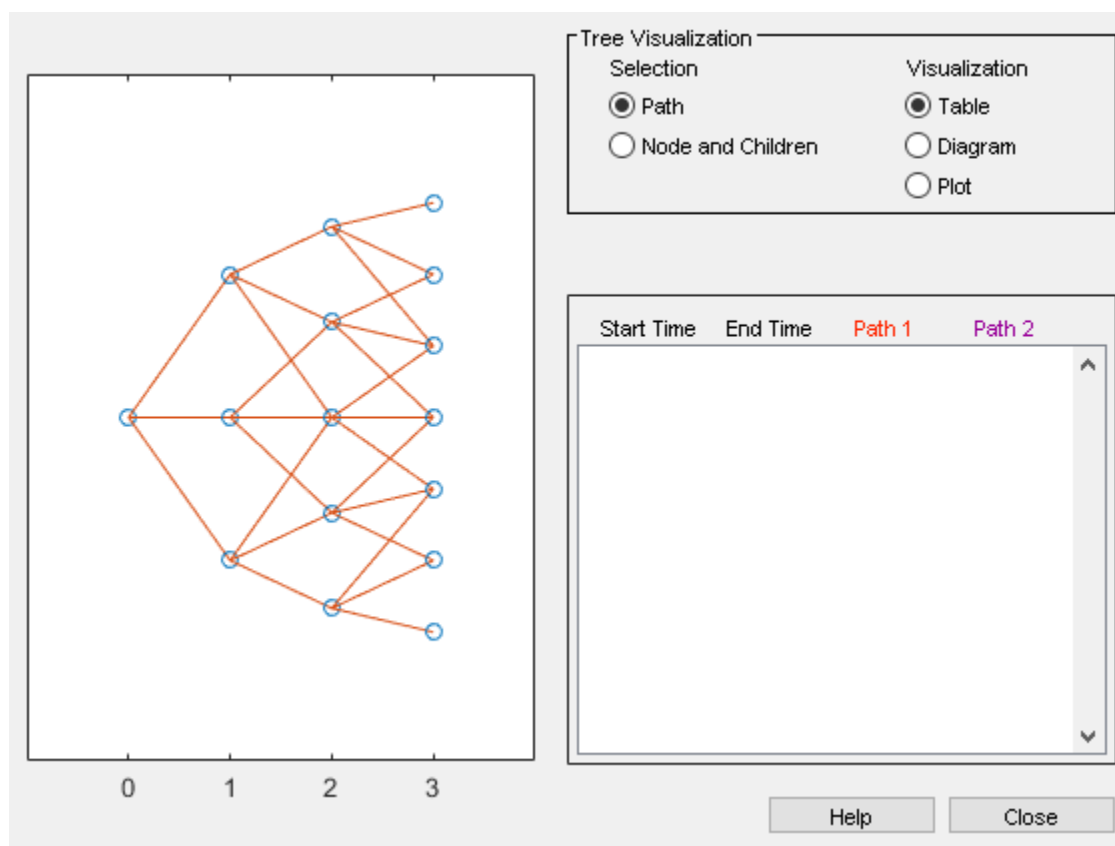 Tree Visualization
Selection
Visualization
Path
Table
Node and Children
Diagram
Plot
Start Time End Time Path 1 Path 2
0 1 2 3
Help Close